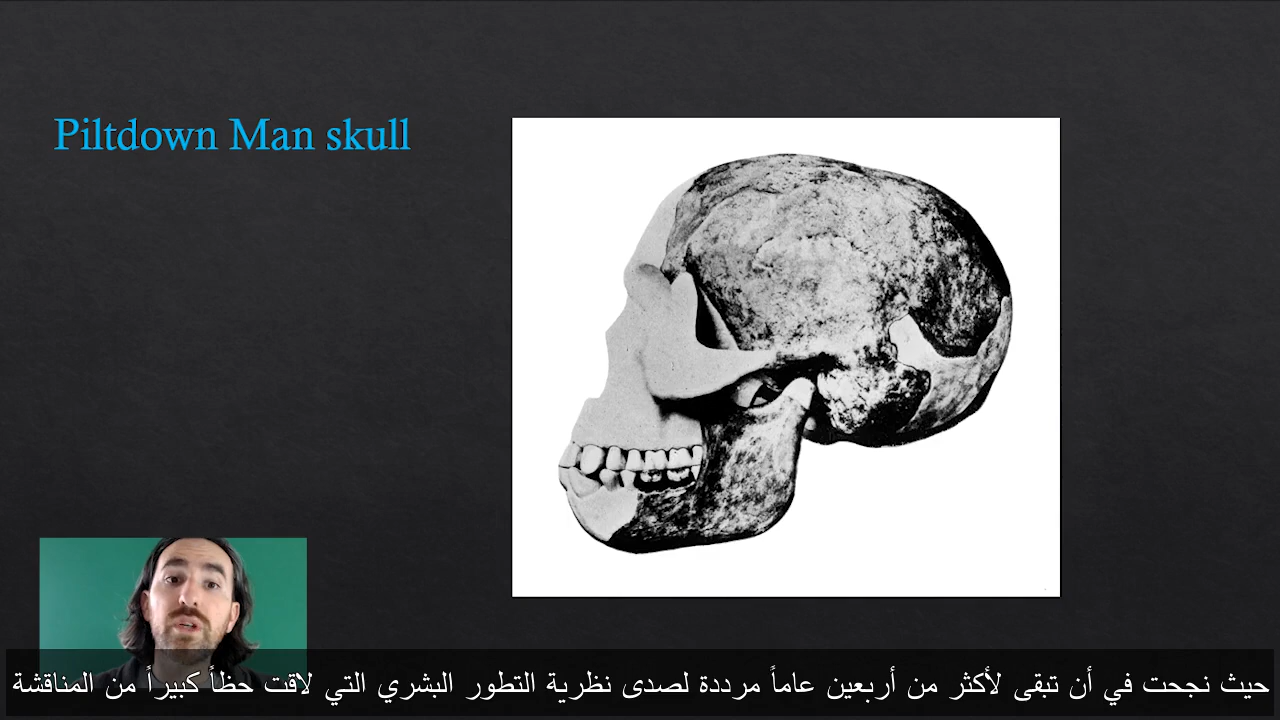 Piltdown Man skull
حيث نجحت في أن تبقى لأكثر من أربعين عاماً مرددة لصدى نظرية التطور البشري التي لاقت حظاً كبيراً من المناقشة